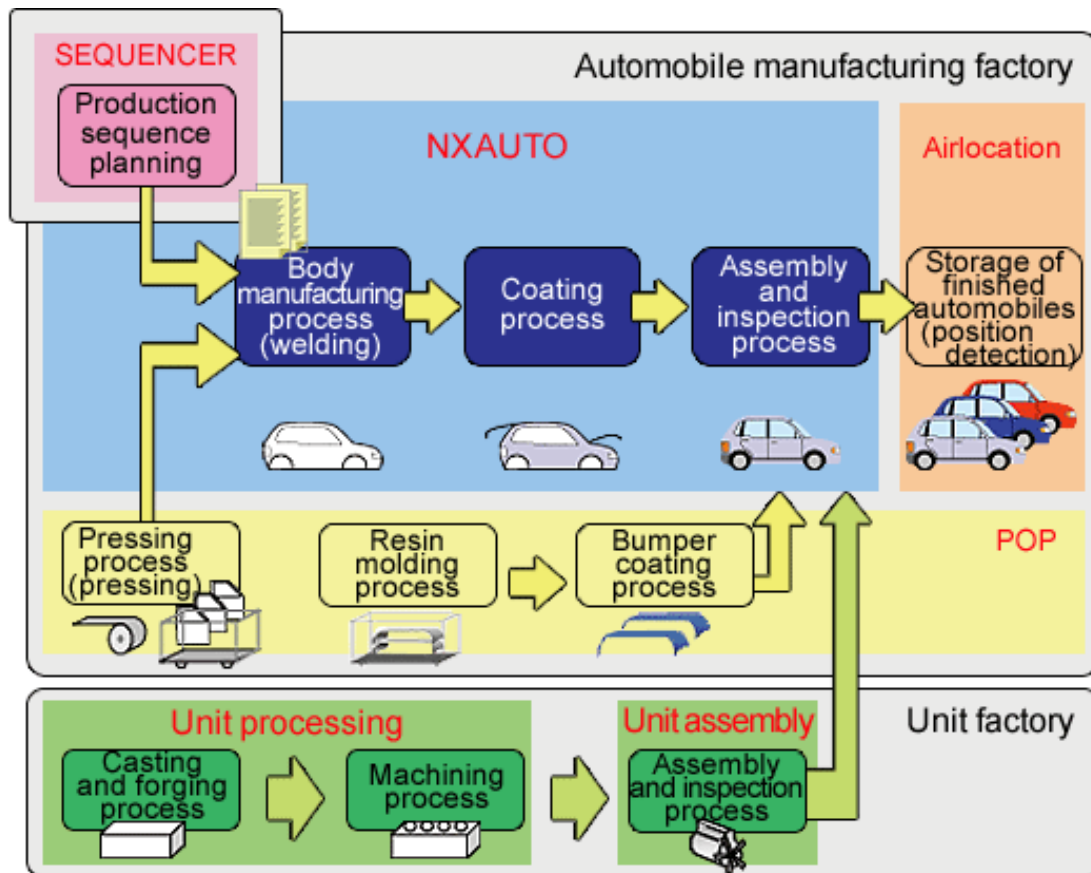 SEQUENCER
Production
sequence
planning
Automobile manufacturing factory
NXAUTO
Airlocation
Body
manufacturing
process
(welding)
Coating
process
Assembly
and
inspection
process
Storage of
finished
automobiles
(position
detection)
Pressing
process
(pressing)
Resin
molding
process
Bumper
coating
process
POP
Unit processing
Unit assembly
Unit factory
Casting
and forging
process
Machining
process
Assembly
and inspection
process